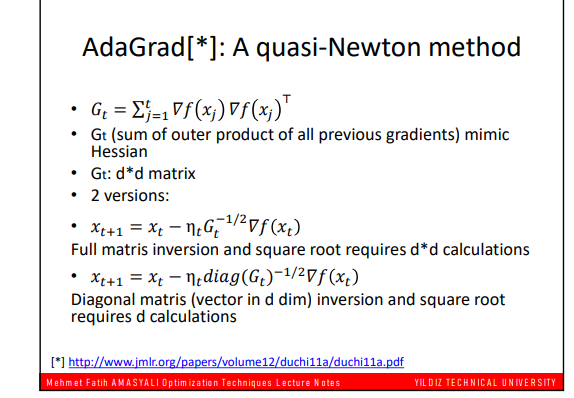 AdaGrad[*]: A quasi-Newton method
• Gₜ = ∑ᵗⱼ₌₁ ∇f(xⱼ) ∇f(xⱼ)ᵀ
• Gt (sum of outer product of all previous gradients) mimic
Hessian
• Gt: d*d matrix
• 2 versions:
• xₜ₊₁ = xₜ − ηₜGₜ^−1/2∇f(xₜ)
Full matris inversion and square root requires d*d calculations
• xₜ₊₁ = xₜ − ηₜdiag(Gₜ)^−1/2∇f(xₜ)
Diagonal matris (vector in d dim) inversion and square root
requires d calculations
[*] http://www.jmlr.org/papers/volume12/duchi11a/duchi11a.pdf
Mehmet Fatih AMASYALI Optimization Techniques Lecture Notes YILDIZ TECHNICAL UNIVERSITY